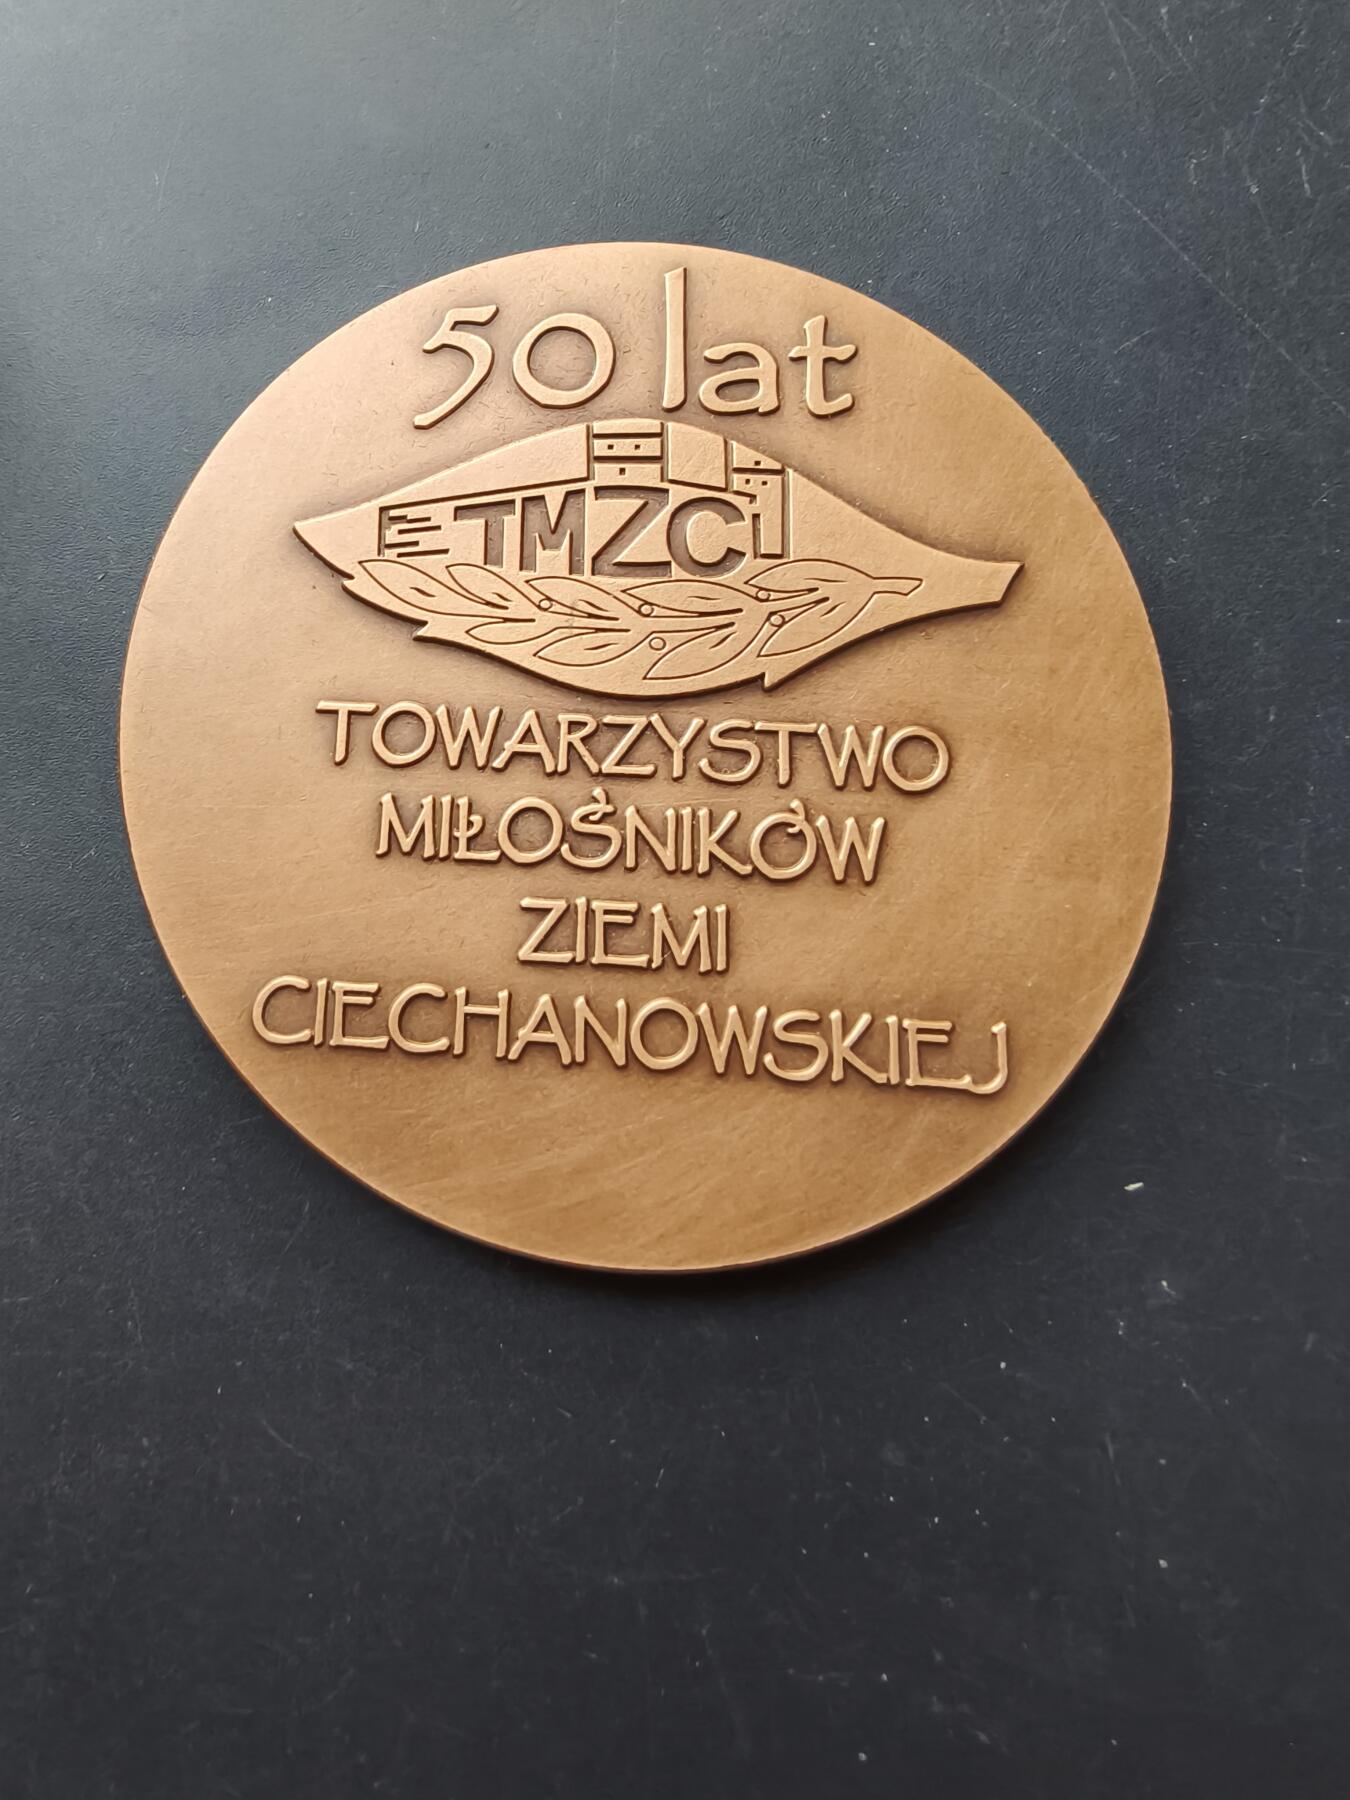 50 lat
TMZC
TOWARZYSTWO
MIŁOŚNIKÓW
ZIEMI
CIECHANOWSKIEJ